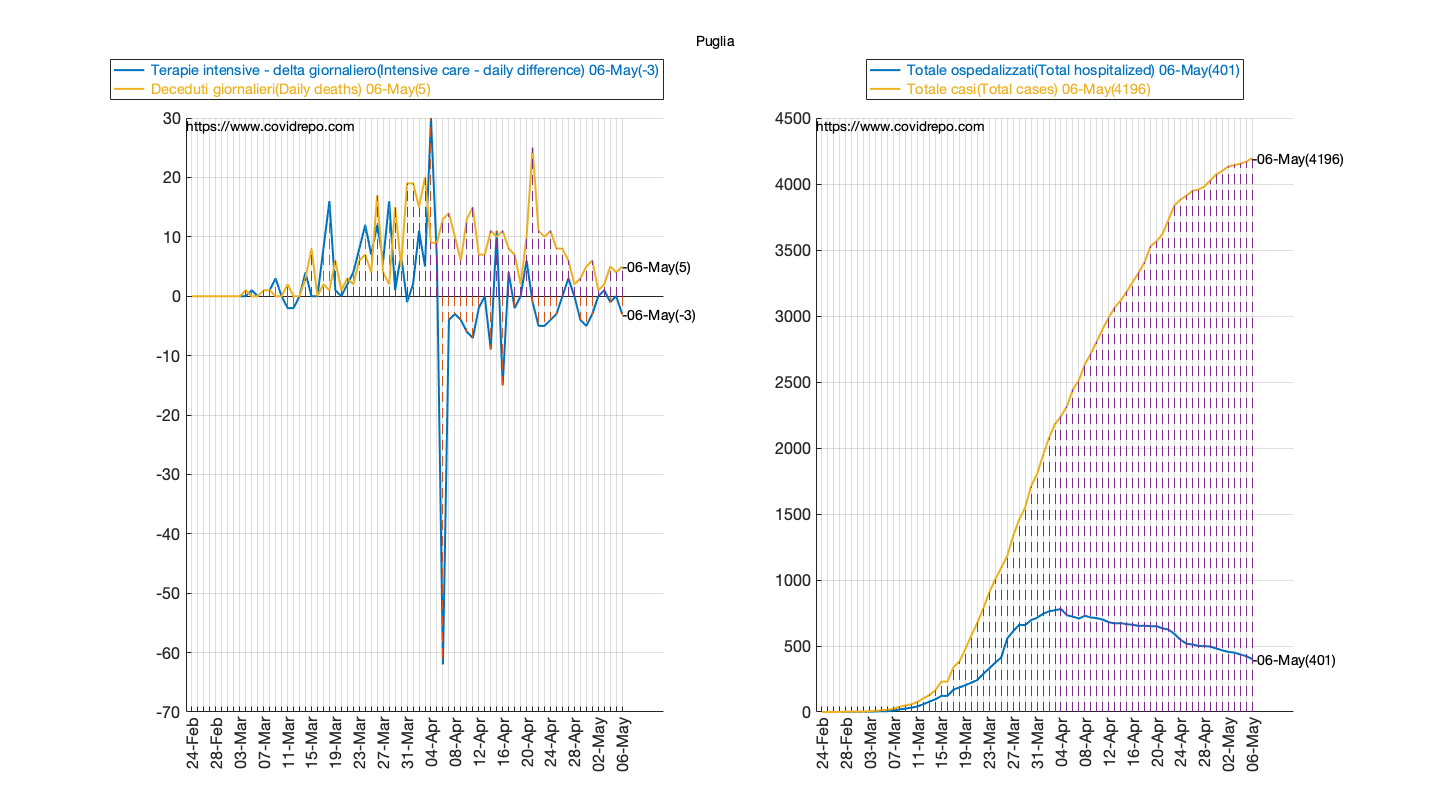 Puglia
Terapie intensive - delta giornaliero(Intensive care - daily difference) 06-May(-3)
Deceduti giornalieri(Daily deaths) 06-May(5)
https://www.covidrepo.com
30
20
10
0
-10
-20
-30
-40
-50
-60
-70
-06-May(5)
-06-May(-3)
24-Feb
28-Feb
03-Mar
07-Mar
11-Mar
15-Mar
19-Mar
23-Mar
27-Mar
31-Mar
04-Apr
08-Apr
12-Apr
16-Apr
20-Apr
24-Apr
28-Apr
02-May
06-May
Totale ospedalizzati(Total hospitalized) 06-May(401)
Totale casi(Total cases) 06-May(4196)
https://www.covidrepo.com
4500
4000
3500
3000
2500
2000
1500
1000
500
0
-06-May(4196)
-06-May(401)
24-Feb
28-Feb
03-Mar
07-Mar
11-Mar
15-Mar
19-Mar
23-Mar
27-Mar
31-Mar
04-Apr
08-Apr
12-Apr
16-Apr
20-Apr
24-Apr
28-Apr
02-May
06-May